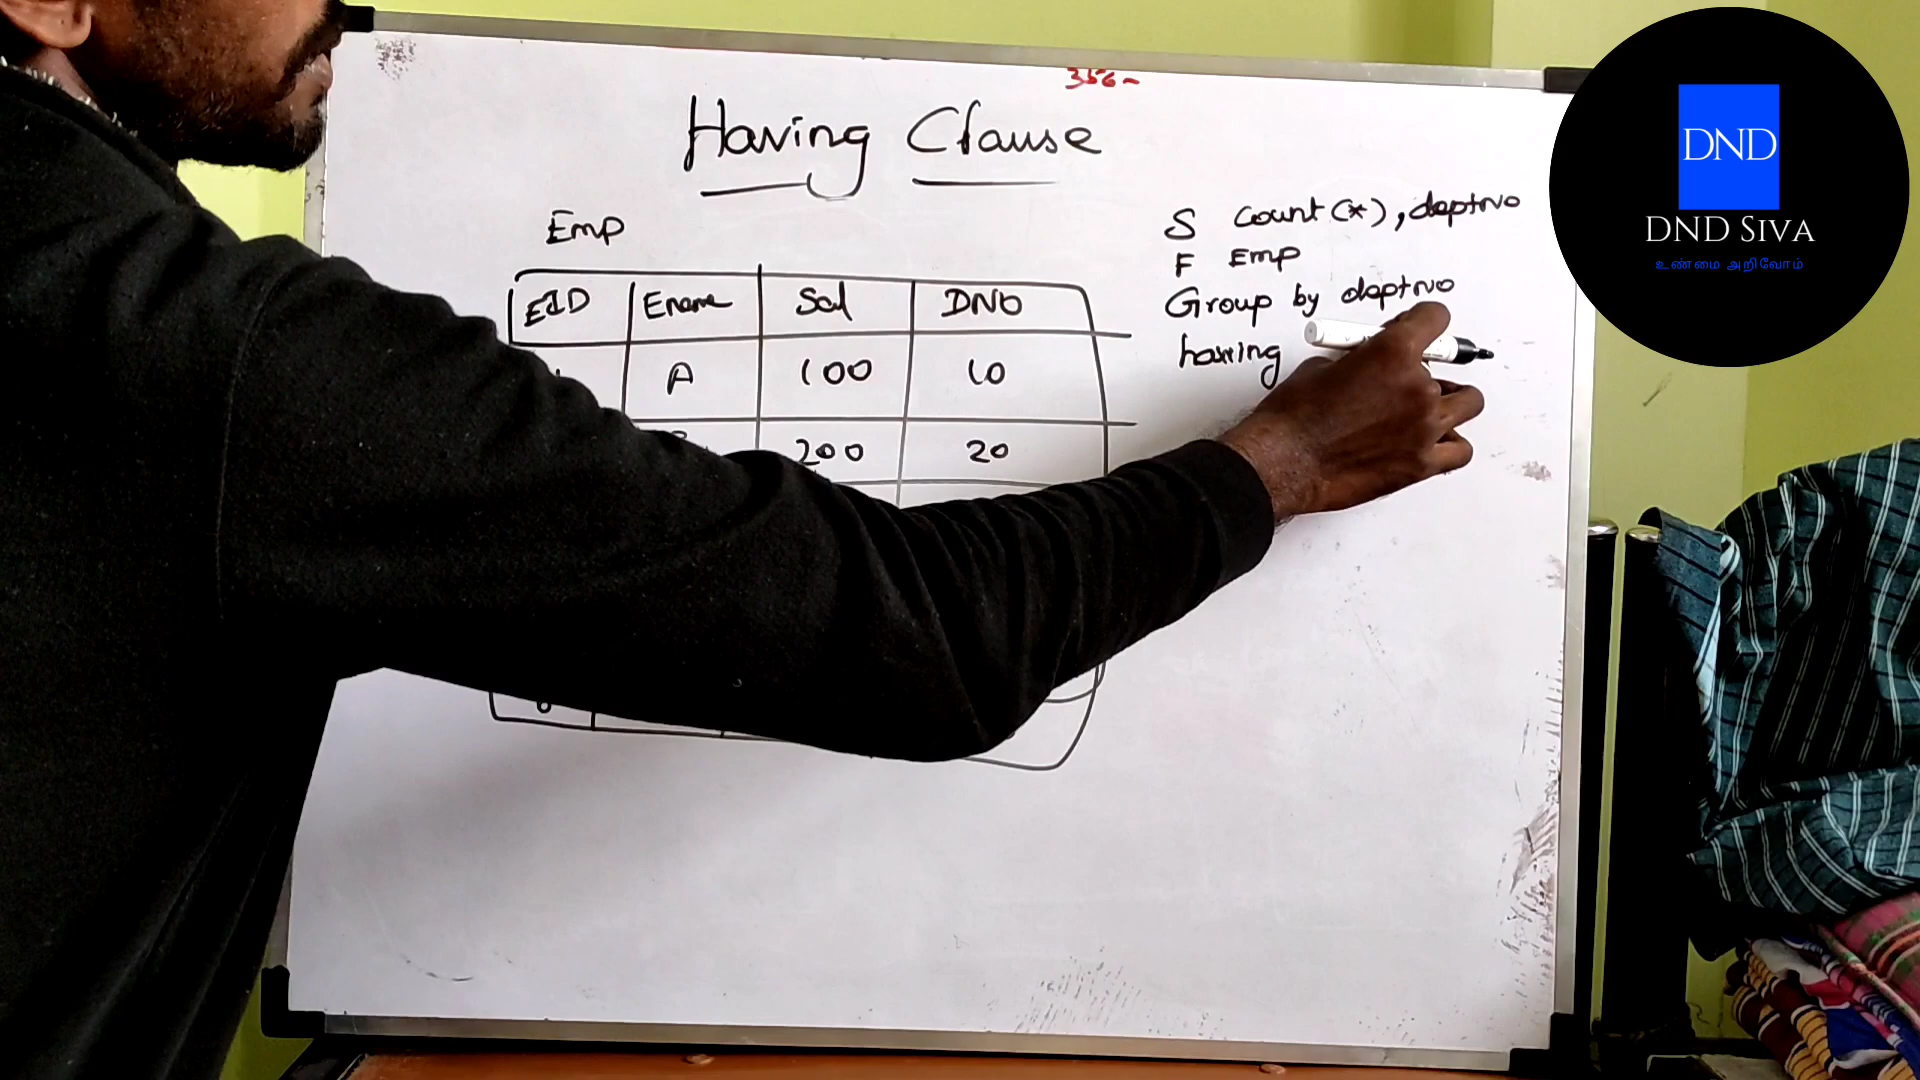 Having Clause
Emp
EID Ename Sal DNO
A 100 10
200 20
S Count(*), deptno
F Emp
Group by deptno
having
DND
DND SIVA
உண்மை அறிவோம்